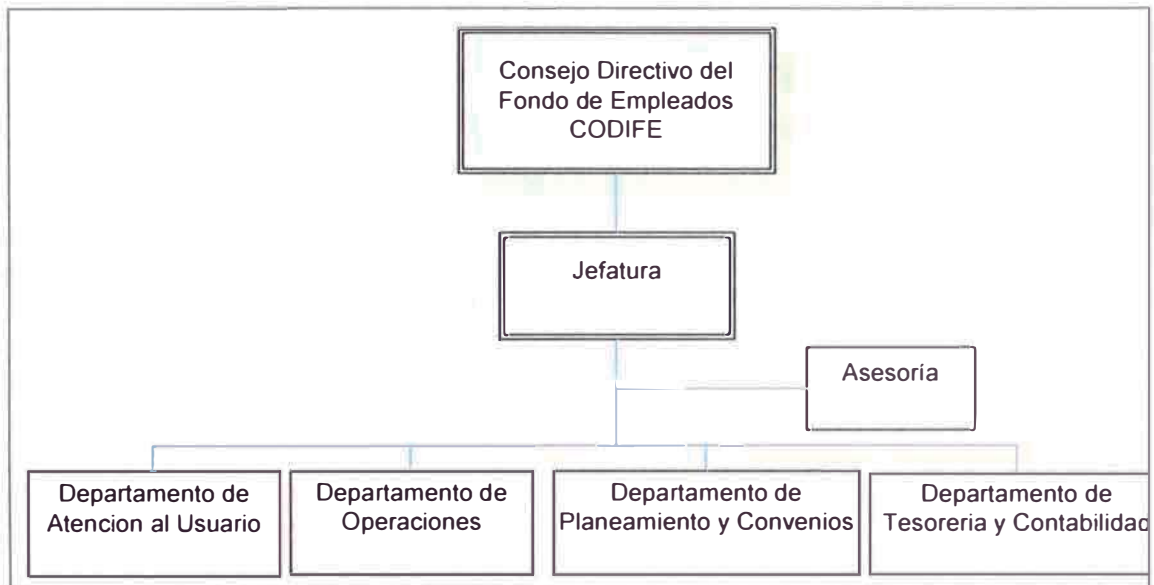 Consejo Directivo del
Fondo de Empleados
CODIFE
Jefatura
Asesoría
Departamento de
Atencion al Usuario
Departamento de
Operaciones
Departamento de
Planeamiento y Convenios
Departamento de
Tesoreria y Contabilidad